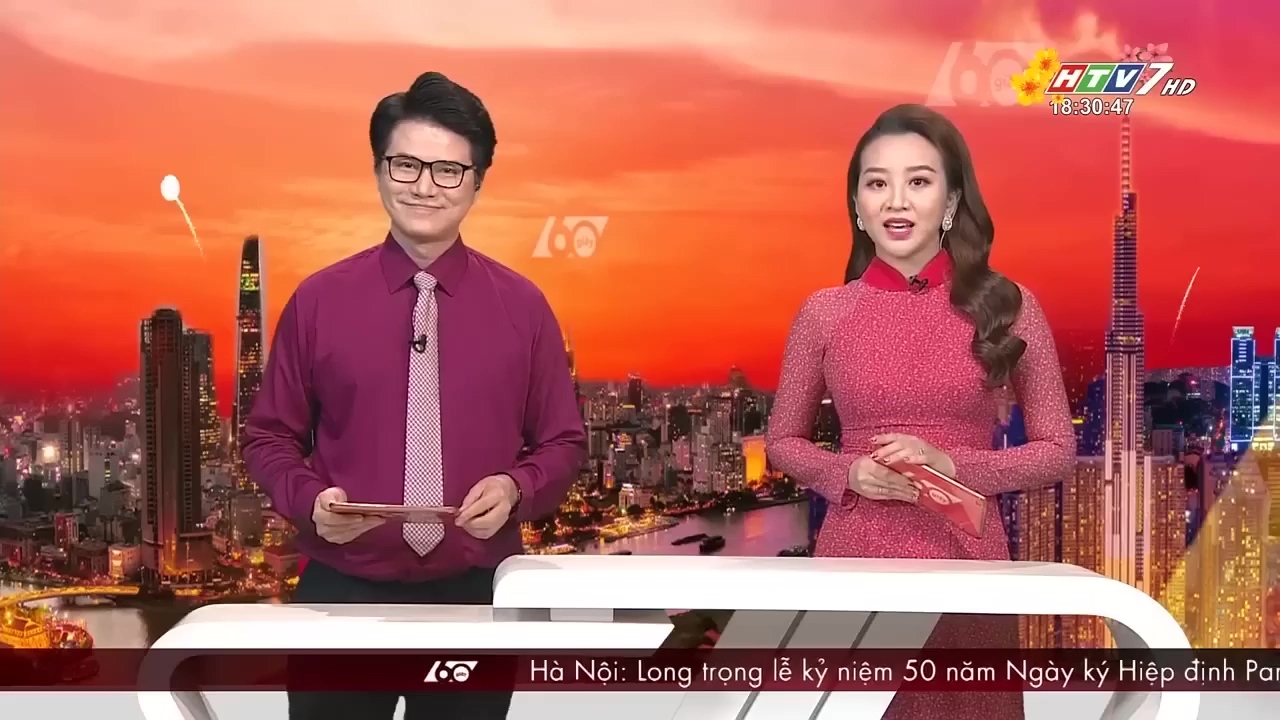 60 giây
HTV7 HD
18:30:47
60 giây
60 giây
Hà Nội: Long trọng lễ kỷ niệm 50 năm Ngày ký Hiệp định Par